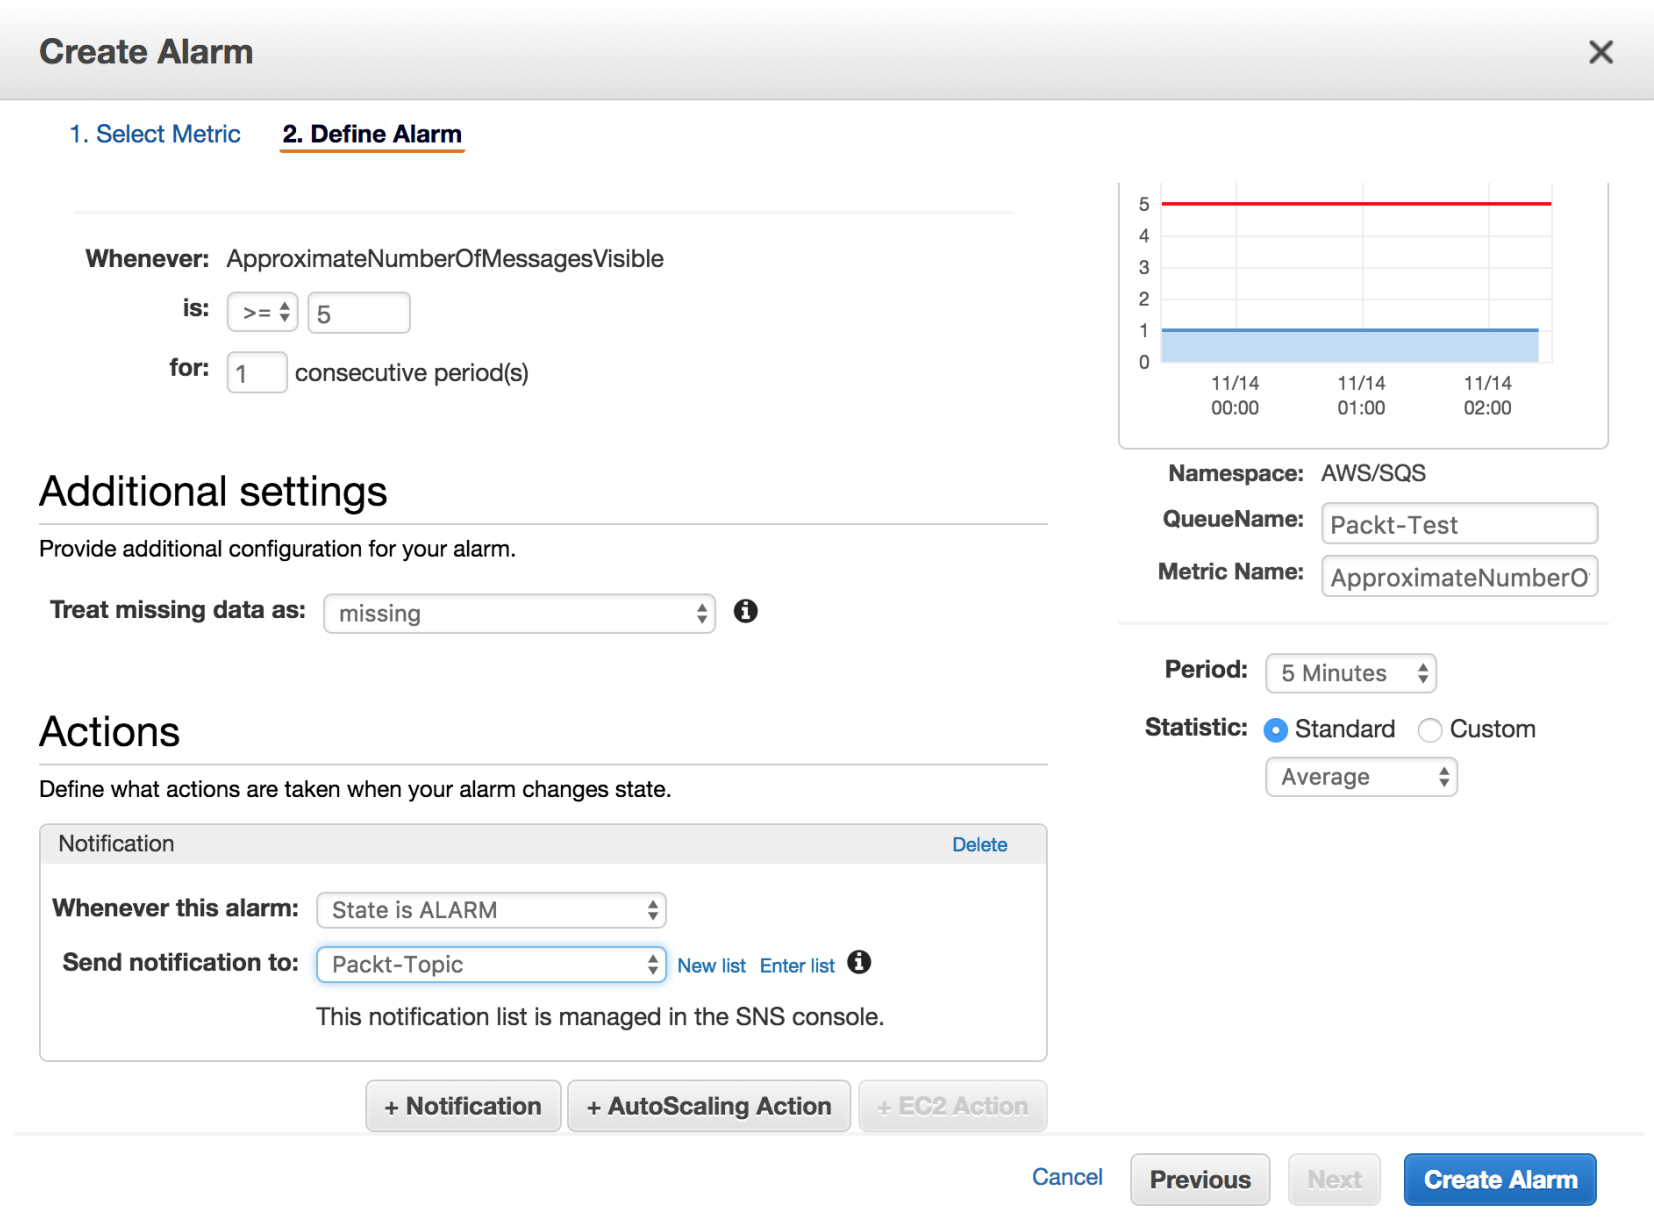 Create Alarm
1. Select Metric 2. Define Alarm
Whenever: ApproximateNumberOfMessagesVisible
is: >= 5
for: 1 consecutive period(s)
Additional settings
Provide additional configuration for your alarm.
Treat missing data as: missing
Actions
Define what actions are taken when your alarm changes state.
Notification Delete
Whenever this alarm: State is ALARM
Send notification to: Packt-Topic New list Enter list
This notification list is managed in the SNS console.
+ Notification + AutoScaling Action + EC2 Action
5
4
3
2
1
0
11/14 11/14 11/14
00:00 01:00 02:00
Namespace: AWS/SQS
QueueName: Packt-Test
Metric Name: ApproximateNumberO
Period: 5 Minutes
Statistic: Standard Custom
Average
Cancel Previous Next Create Alarm